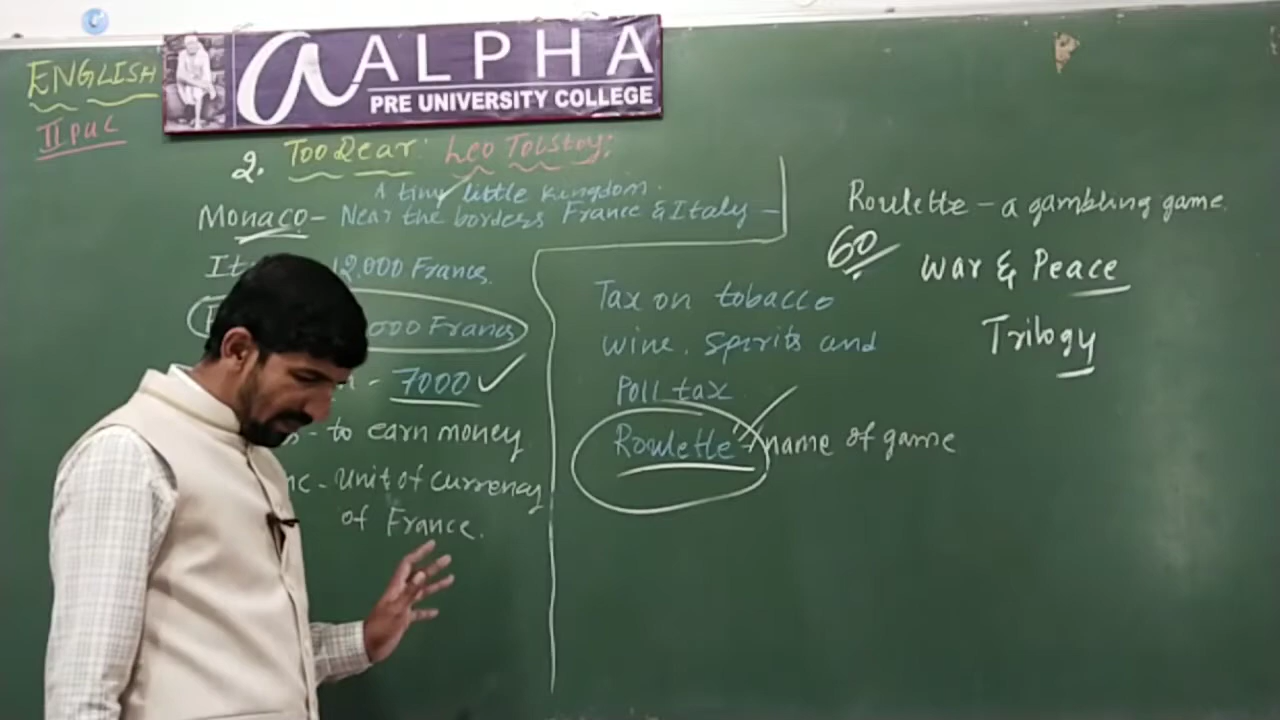 ENGLISH
II PUC
a ALPHA
PRE UNIVERSITY COLLEGE
2. Too Dear: Leo Tolstoy:
A tiny little kingdom.
Monaco - Near the borders France & Italy -
12,000 Francs.
000 Francs
- 7000
- to earn money
- Unit of currency
of France.
Tax on tobacco
wine, spirits and
Poll tax
Roulette - name of game
Roulette - a gambling game.
60
War & Peace
Trilogy